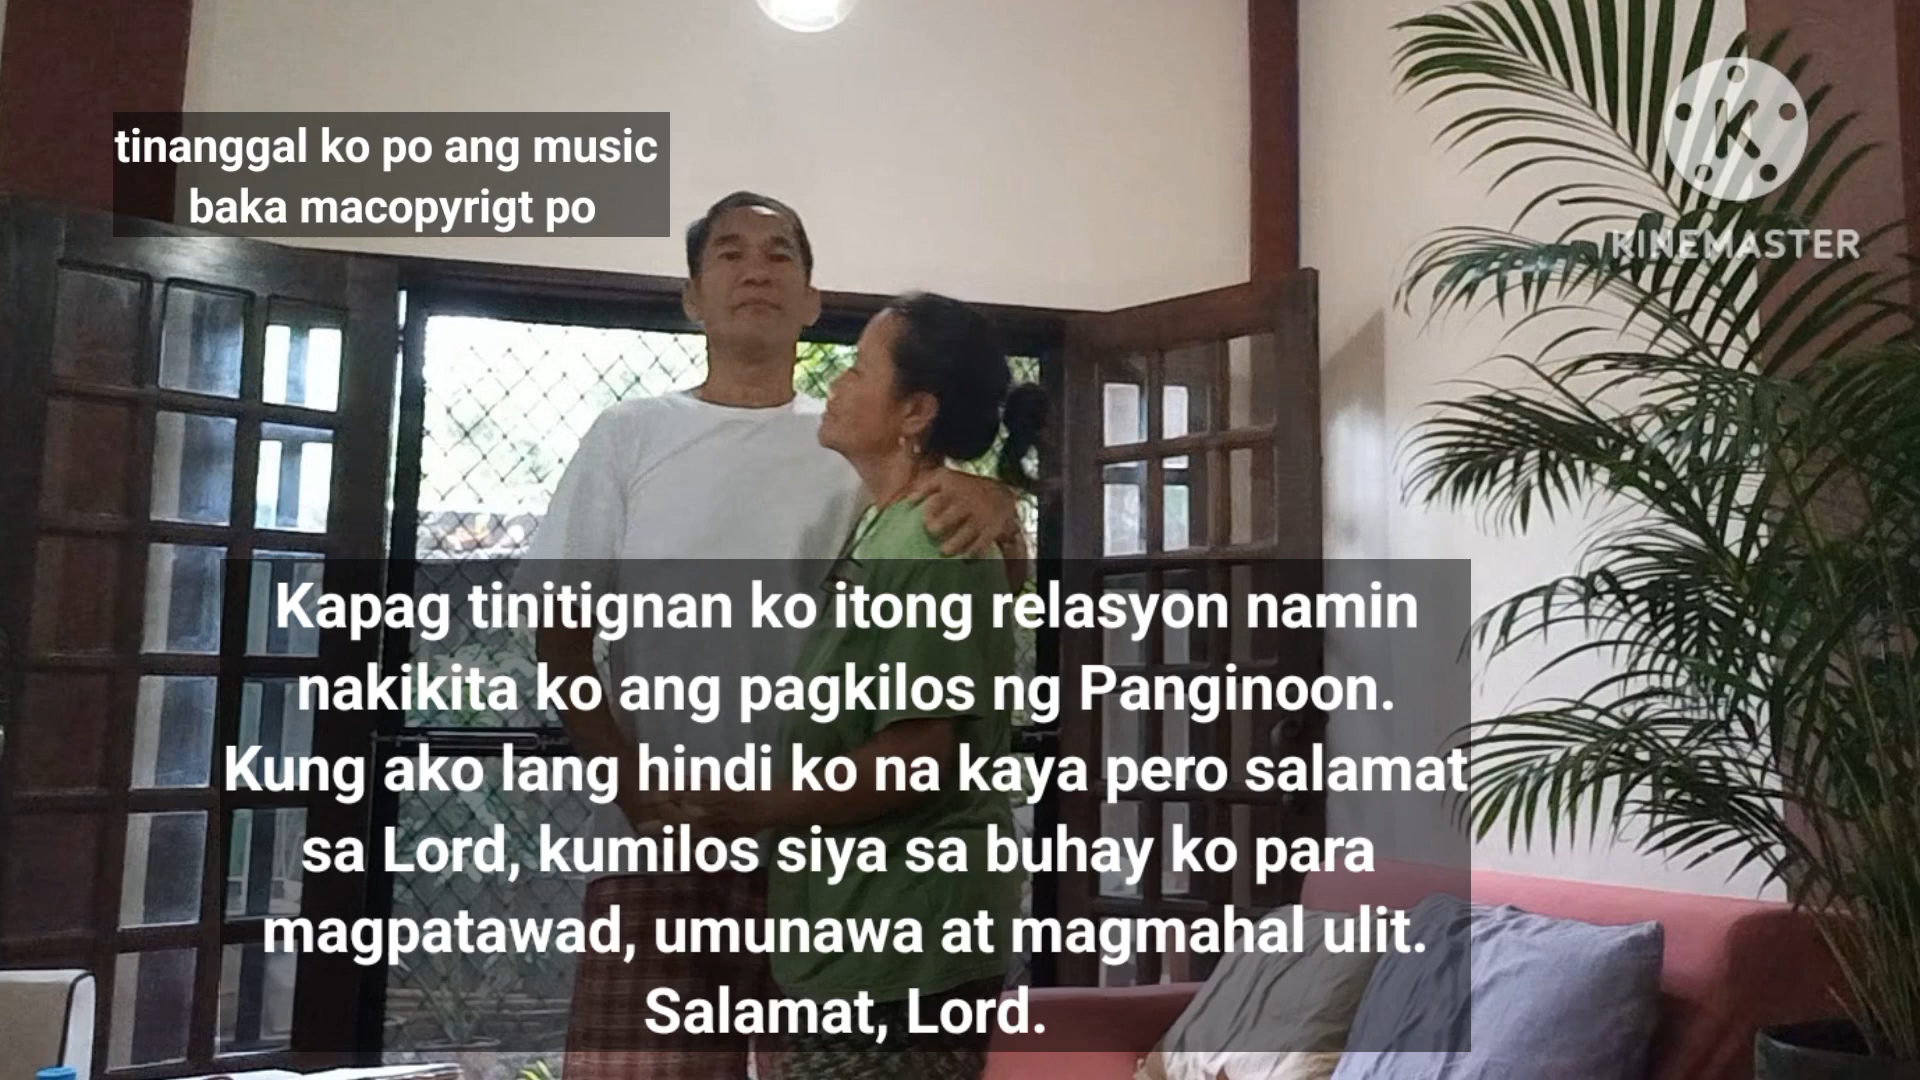 tinanggal ko po ang music
baka macopyrigt po
K
KINEMASTER
Kapag tinitignan ko itong relasyon namin
nakikita ko ang pagkilos ng Panginoon.
Kung ako lang hindi ko na kaya pero salamat
sa Lord, kumilos siya sa buhay ko para
magpatawad, umunawa at magmahal ulit.
Salamat, Lord.